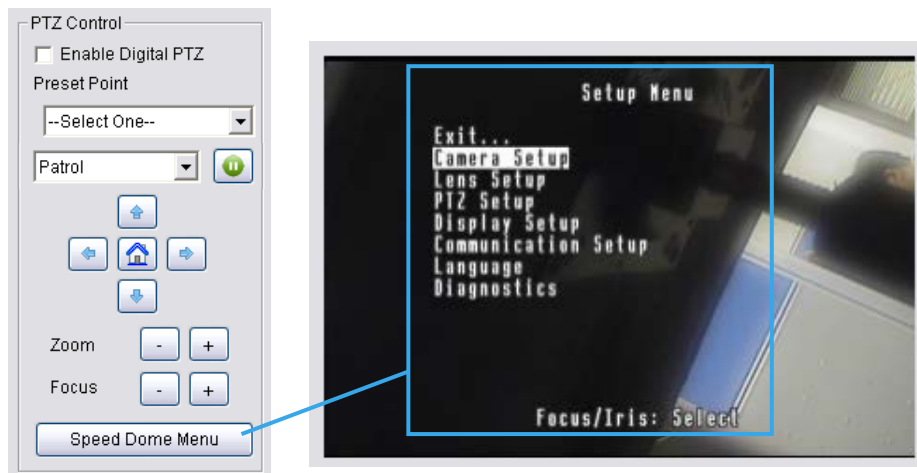 PTZ Control
Enable Digital PTZ
Preset Point
--Select One--
Patrol
Zoom - +
Focus - +
Speed Dome Menu
Setup Menu
Exit...
Camera Setup
Lens Setup
PTZ Setup
Display Setup
Communication Setup
Language
Diagnostics
Focus/Iris: Select